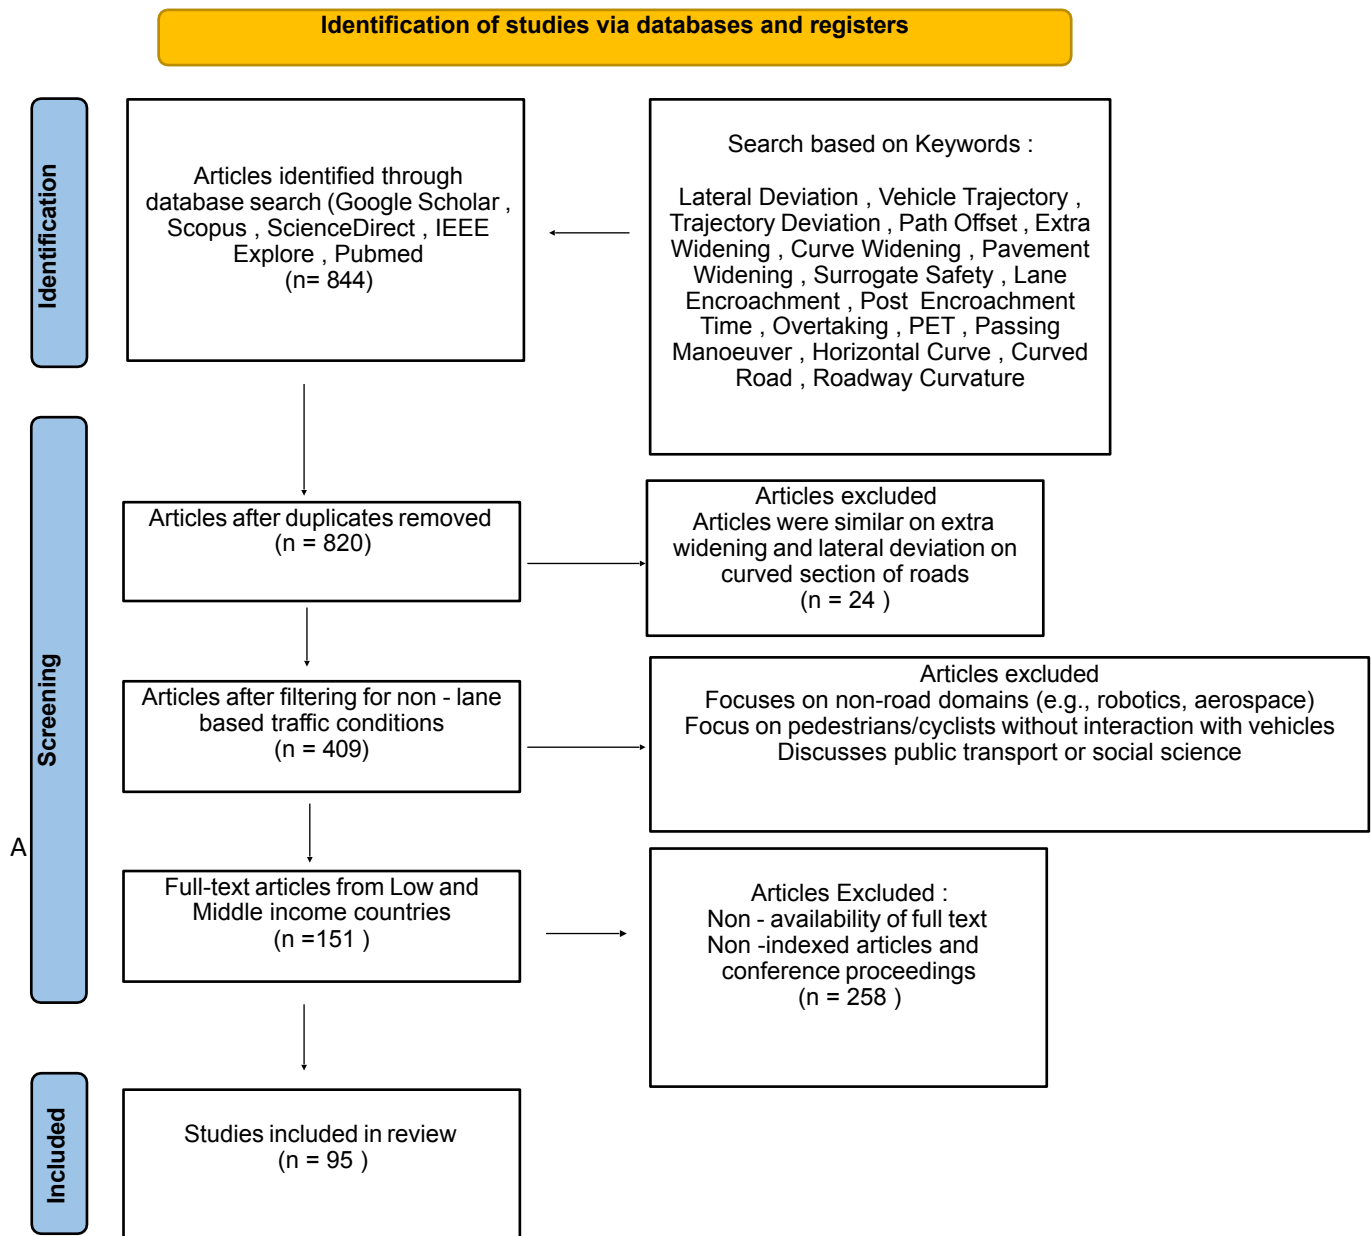 Identification of studies via databases and registers
Identification
Articles identified through
database search (Google Scholar ,
Scopus , ScienceDirect , IEEE
Explore , Pubmed
(n= 844)
Search based on Keywords :
Lateral Deviation , Vehicle Trajectory ,
Trajectory Deviation , Path Offset , Extra
Widening , Curve Widening , Pavement
Widening , Surrogate Safety , Lane
Encroachment , Post Encroachment
Time , Overtaking , PET , Passing
Manoeuver , Horizontal Curve , Curved
Road , Roadway Curvature
Screening
Articles after duplicates removed
(n = 820)
Articles excluded
Articles were similar on extra
widening and lateral deviation on
curved section of roads
(n = 24 )
Articles after filtering for non - lane
based traffic conditions
(n = 409)
Articles excluded
Focuses on non-road domains (e.g., robotics, aerospace)
Focus on pedestrians/cyclists without interaction with vehicles
Discusses public transport or social science
A
Full-text articles from Low and
Middle income countries
(n =151 )
Articles Excluded :
Non - availability of full text
Non -indexed articles and
conference proceedings
(n = 258 )
Included
Studies included in review
(n = 95 )